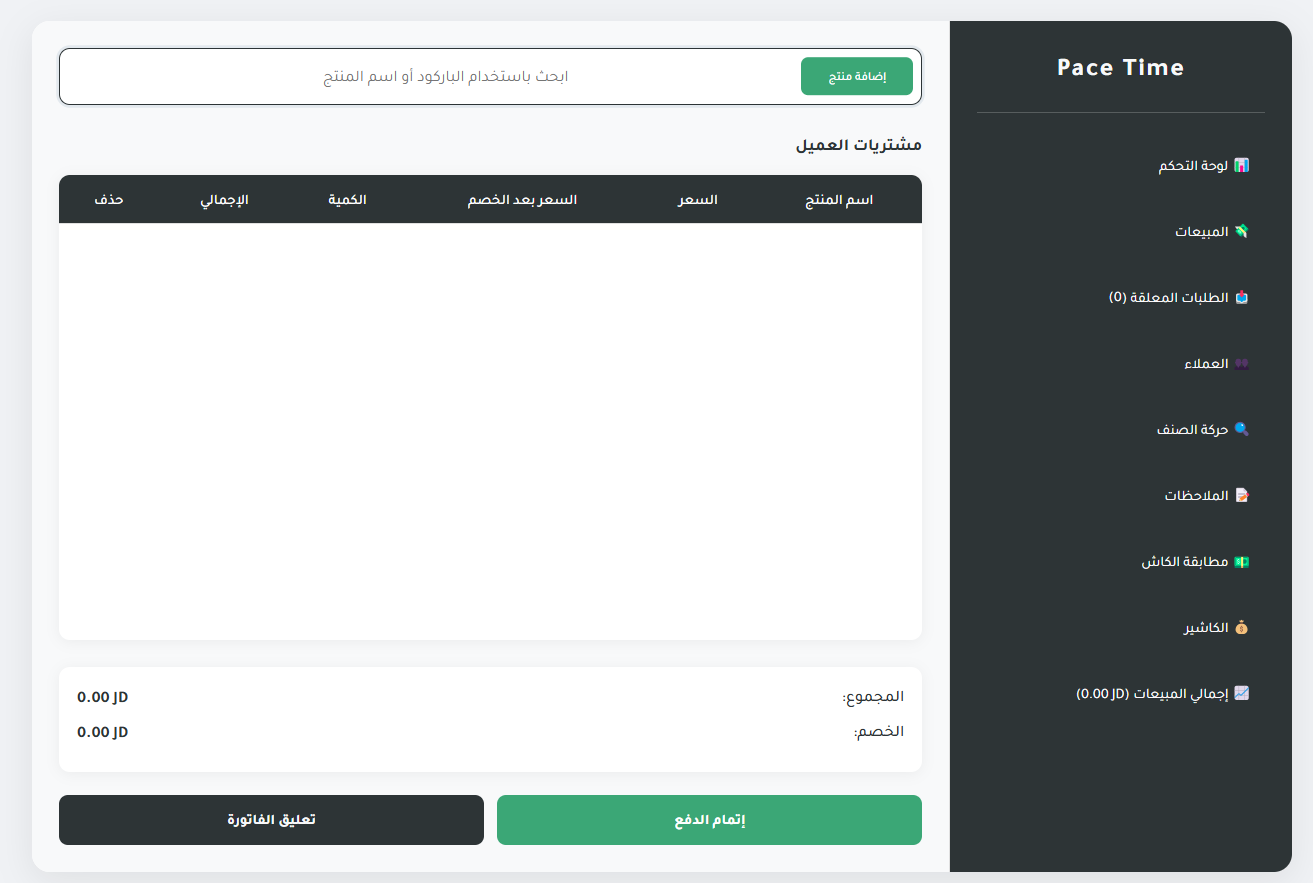 Pace Time
لوحة التحكم
المبيعات
الطلبات المعلقة (0)
العملاء
حركة الصنف
الملاحظات
مطابقة الكاش
الكاشير
إجمالي المبيعات (0.00 JD)
إضافة منتج
ابحث باستخدام الباركود أو اسم المنتج
مشتريات العميل
اسم المنتج السعر السعر بعد الخصم الكمية الإجمالي حذف
المجموع: 0.00 JD
الخصم: 0.00 JD
إتمام الدفع تعليق الفاتورة